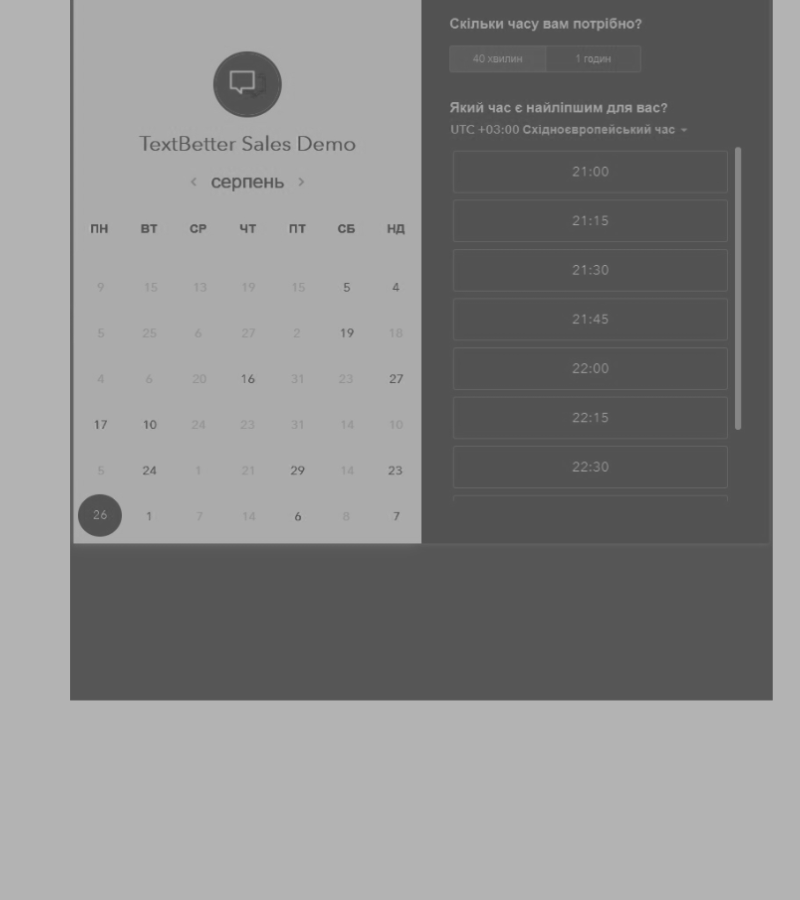 TextBetter Sales Demo
серпень
ПН ВТ СР ЧТ ПТ СБ НД
9 15 13 19 15 5 4
5 25 6 27 2 19 18
4 6 20 16 31 23 27
17 10 24 23 31 14 10
5 24 1 21 29 14 23
26 1 7 14 6 8 7
Скільки часу вам потрібно?
40 хвилин 1 годин
Який час є найліпшим для вас?
UTC +03:00 Східноєвропейський час
21:00
21:15
21:30
21:45
22:00
22:15
22:30